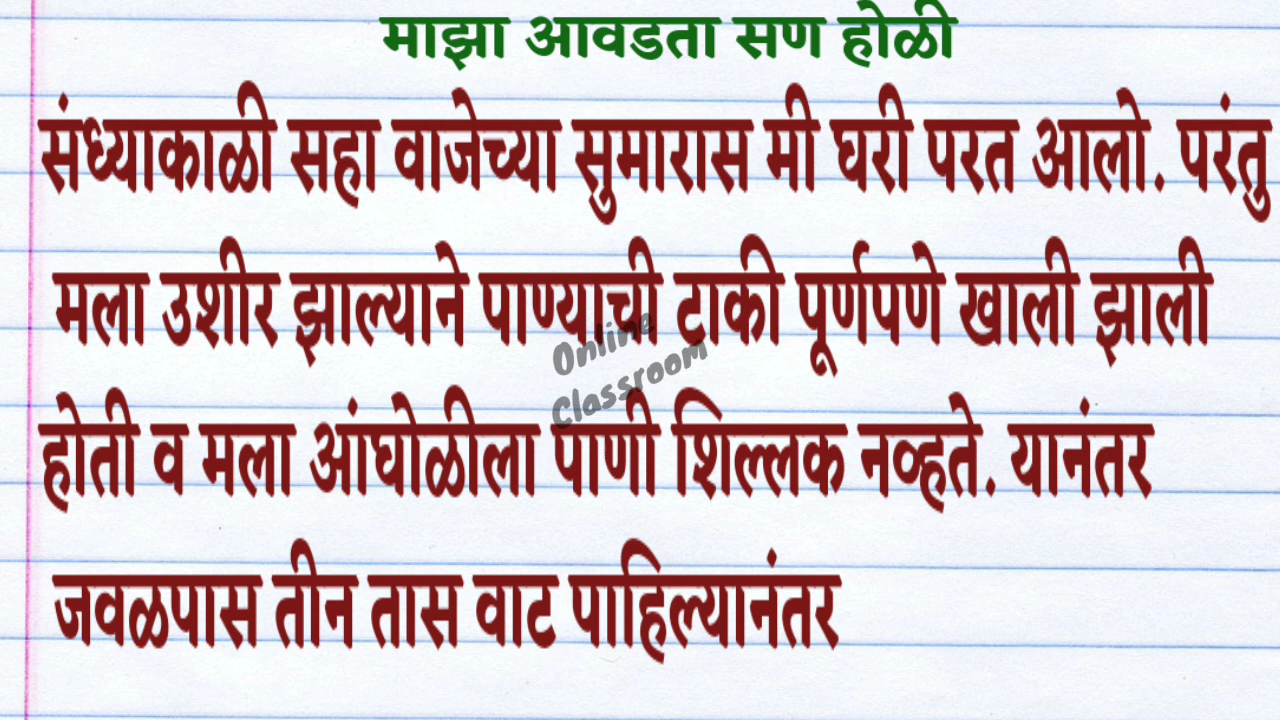 माझा आवडता सण होळी
संध्याकाळी सहा वाजेच्या सुमारास मी घरी परत आलो. परंतु
मला उशीर झाल्याने पाण्याची टाकी पूर्णपणे खाली झाली
होती व मला आंघोळीला पाणी शिल्लक नव्हते. यानंतर
जवळपास तीन तास वाट पाहिल्यानंतर
Online
Classroom